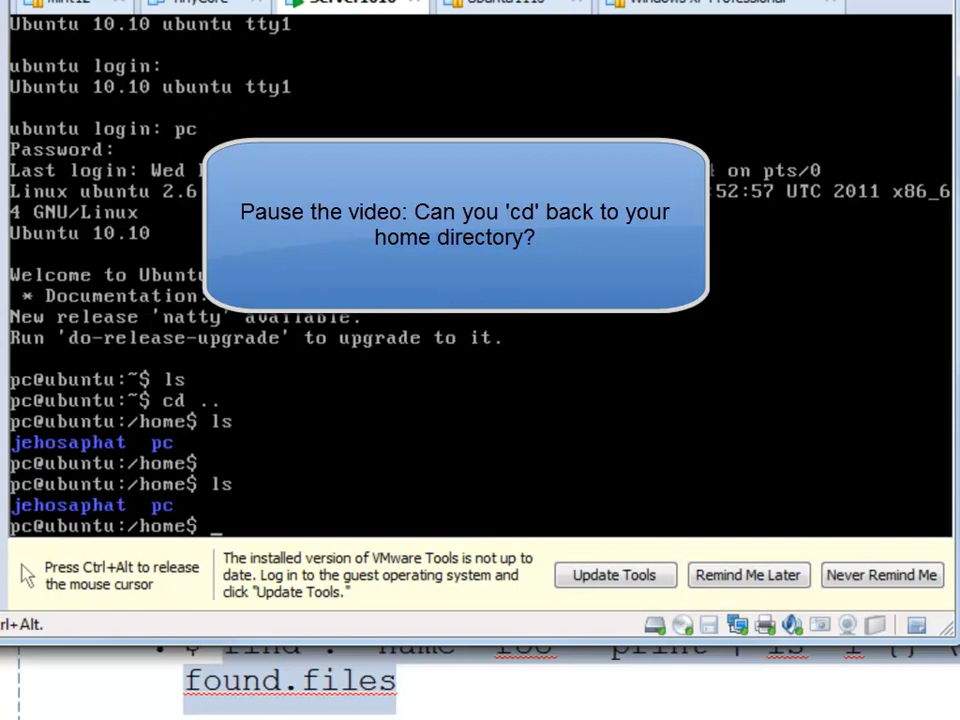 Ubuntu 10.10 ubuntu tty1
ubuntu login:
Ubuntu 10.10 ubuntu tty1
ubuntu login: pc
Password:
Last login: Wed
t on pts/0
Linux ubuntu 2.6
:52:57 UTC 2011 x86_6
4 GNU/Linux
Ubuntu 10.10
Pause the video: Can you 'cd' back to your
home directory?
Welcome to Ubuntu
* Documentation:
New release 'natty' available.
Run 'do-release-upgrade' to upgrade to it.
pc@ubuntu:~$ ls
pc@ubuntu:~$ cd ..
pc@ubuntu:/home$ ls
jehosaphat pc
pc@ubuntu:/home$
pc@ubuntu:/home$ ls
jehosaphat pc
pc@ubuntu:/home$ _
Press Ctrl+Alt to release
the mouse cursor
The installed version of VMware Tools is not up to
date. Log in to the guest operating system and
click "Update Tools."
Update Tools
Remind Me Later
Never Remind Me
rl+Alt.
found.files